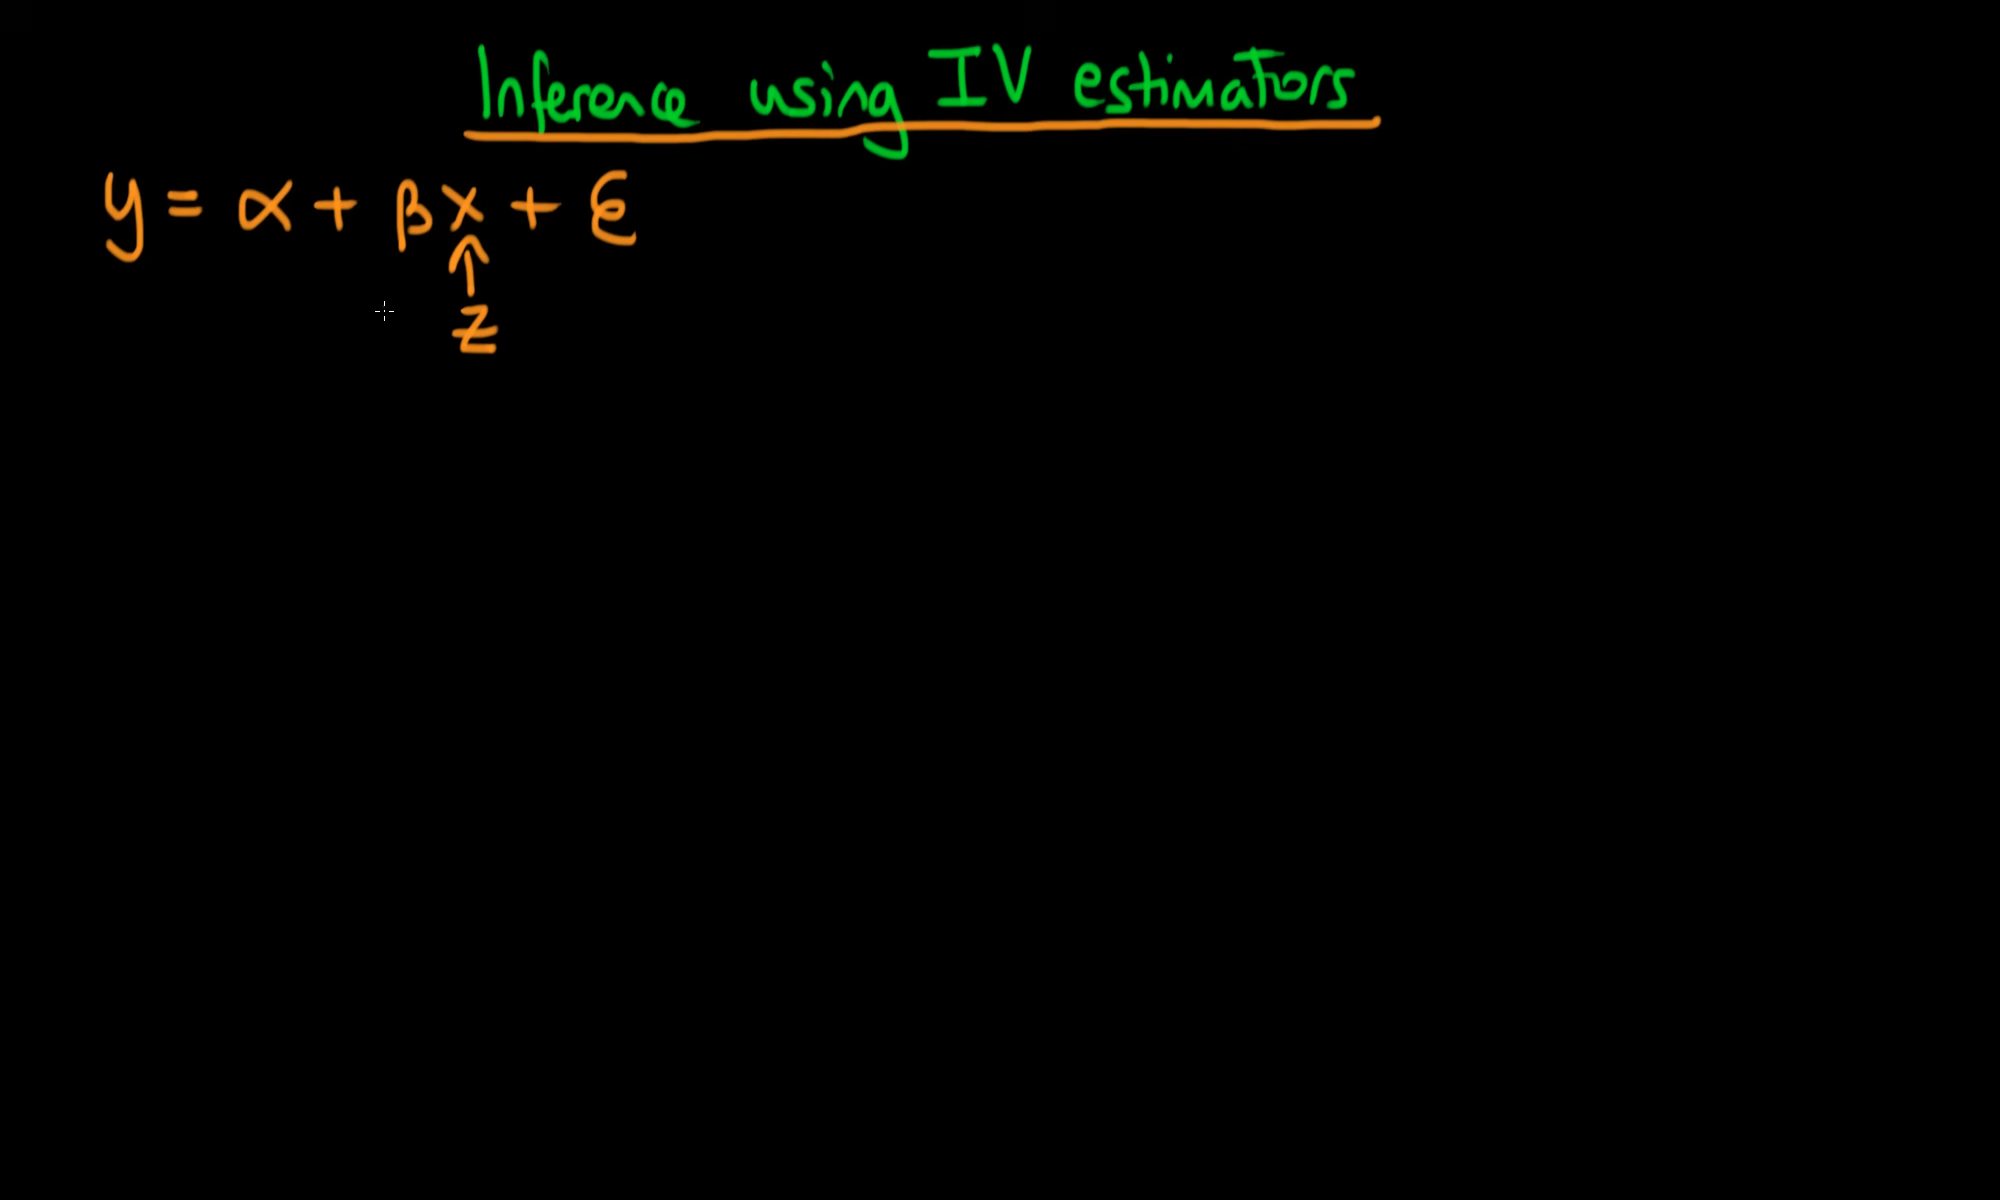 Inference using IV estimators
y = α + βx + ε
↑
z